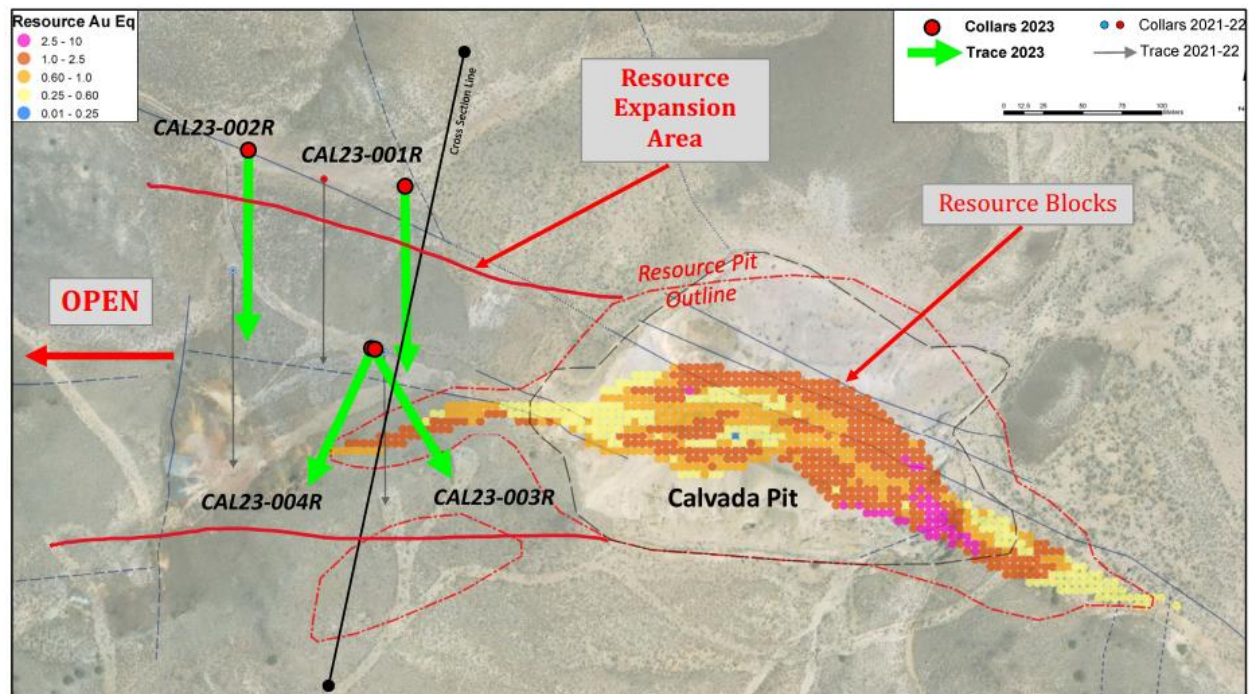 Resource Au Eq
2.5 - 10
1.0 - 2.5
0.60 - 1.0
0.25 - 0.60
0.01 - 0.25
Collars 2023
Collars 2021-22
Trace 2023
Trace 2021-22
0 12.5 25 50 75 100
Meters
Cross Section Line
Resource
Expansion
Area
CAL23-002R
CAL23-001R
Resource Blocks
Resource Pit
Outline
OPEN
CAL23-004R
CAL23-003R
Calvada Pit